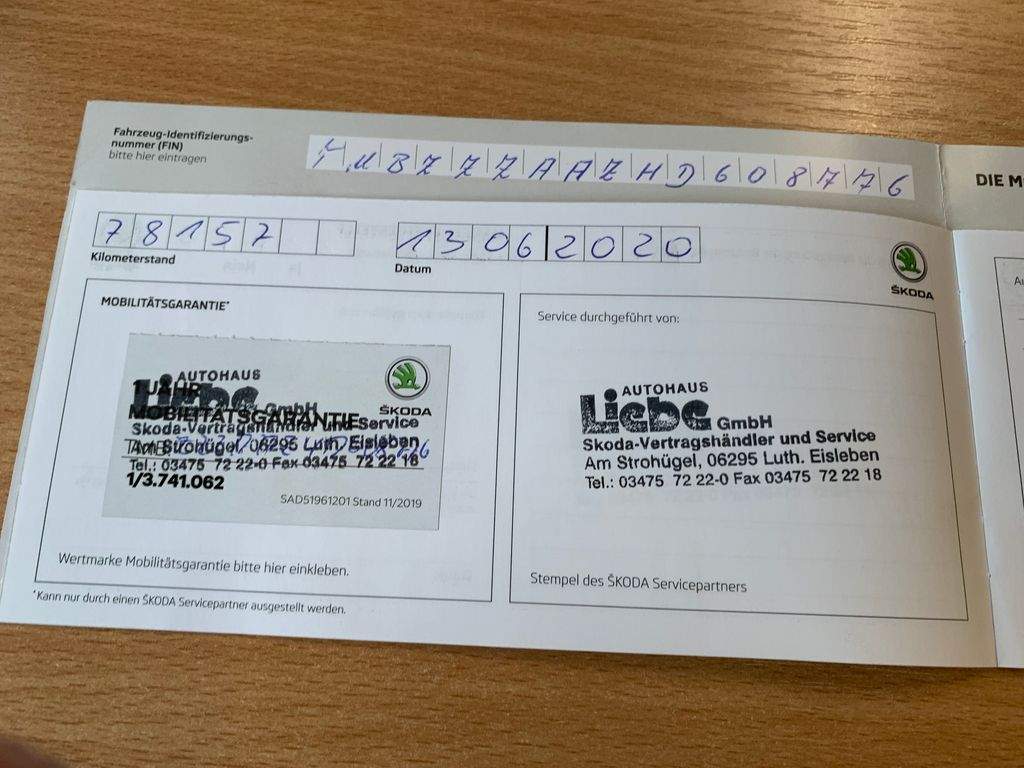 Fahrzeug-Identifizierungs-
nummer (FIN)
bitte hier eintragen
TMBZZZAAZHD608776
DIE M
78157
Kilometerstand
13 06 2020
Datum
ŠKODA
MOBILITÄTSGARANTIE*
AUTOHAUS
1 JAHR
Liebe GmbH
ŠKODA
MOBILITÄTSGARANTIE
Skoda-Vertragshändler und Service
Am Strohügel, 06295 Luth. Eisleben
Tel.: 03475 72 22-0 Fax 03475 72 22 18
1/3.741.062
SAD51961201 Stand 11/2019
Wertmarke Mobilitätsgarantie bitte hier einkleben.
*Kann nur durch einen ŠKODA Servicepartner ausgestellt werden.
Service durchgeführt von:
AUTOHAUS
Liebe GmbH
Skoda-Vertragshändler und Service
Am Strohügel, 06295 Luth. Eisleben
Tel.: 03475 72 22-0 Fax 03475 72 22 18
Stempel des ŠKODA Servicepartners